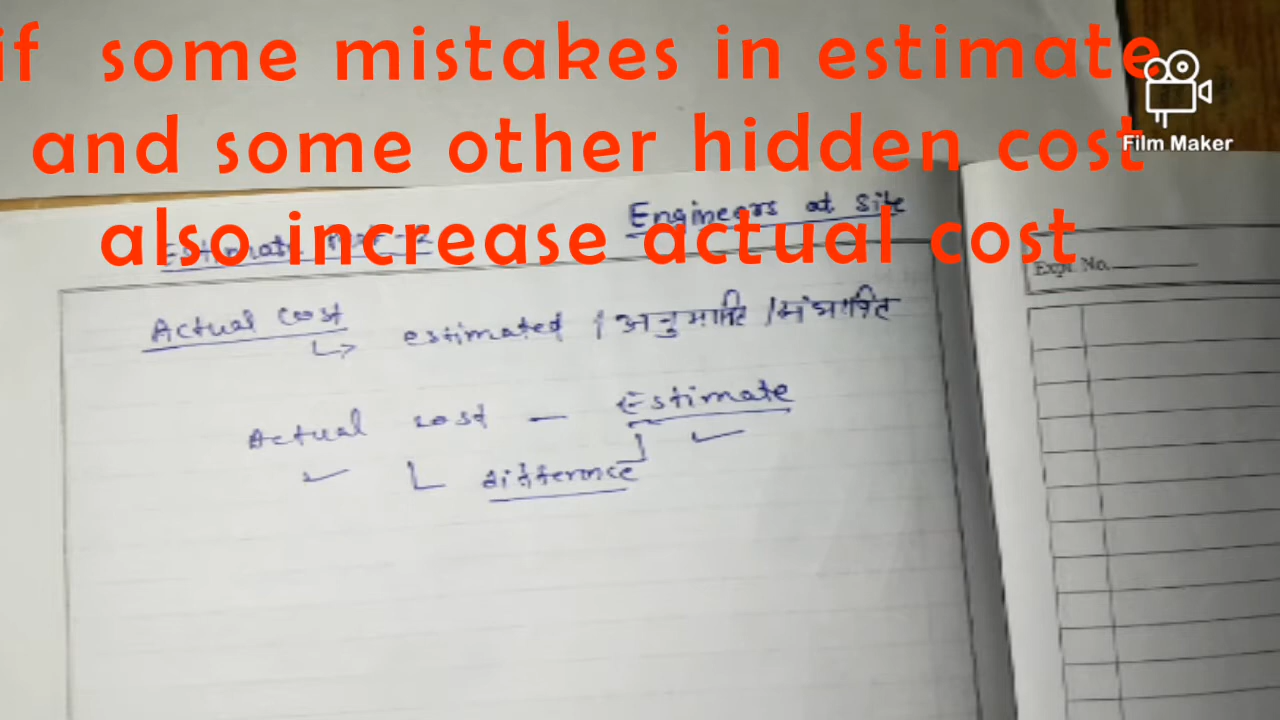 if some mistakes in estimate
and some other hidden cost
also increase actual cost
Film Maker
Engineers at Site
Estimate
Expt. No.
Actual cost
estimated / अनुमानित / संभावित
Actual cost - Estimate
difference